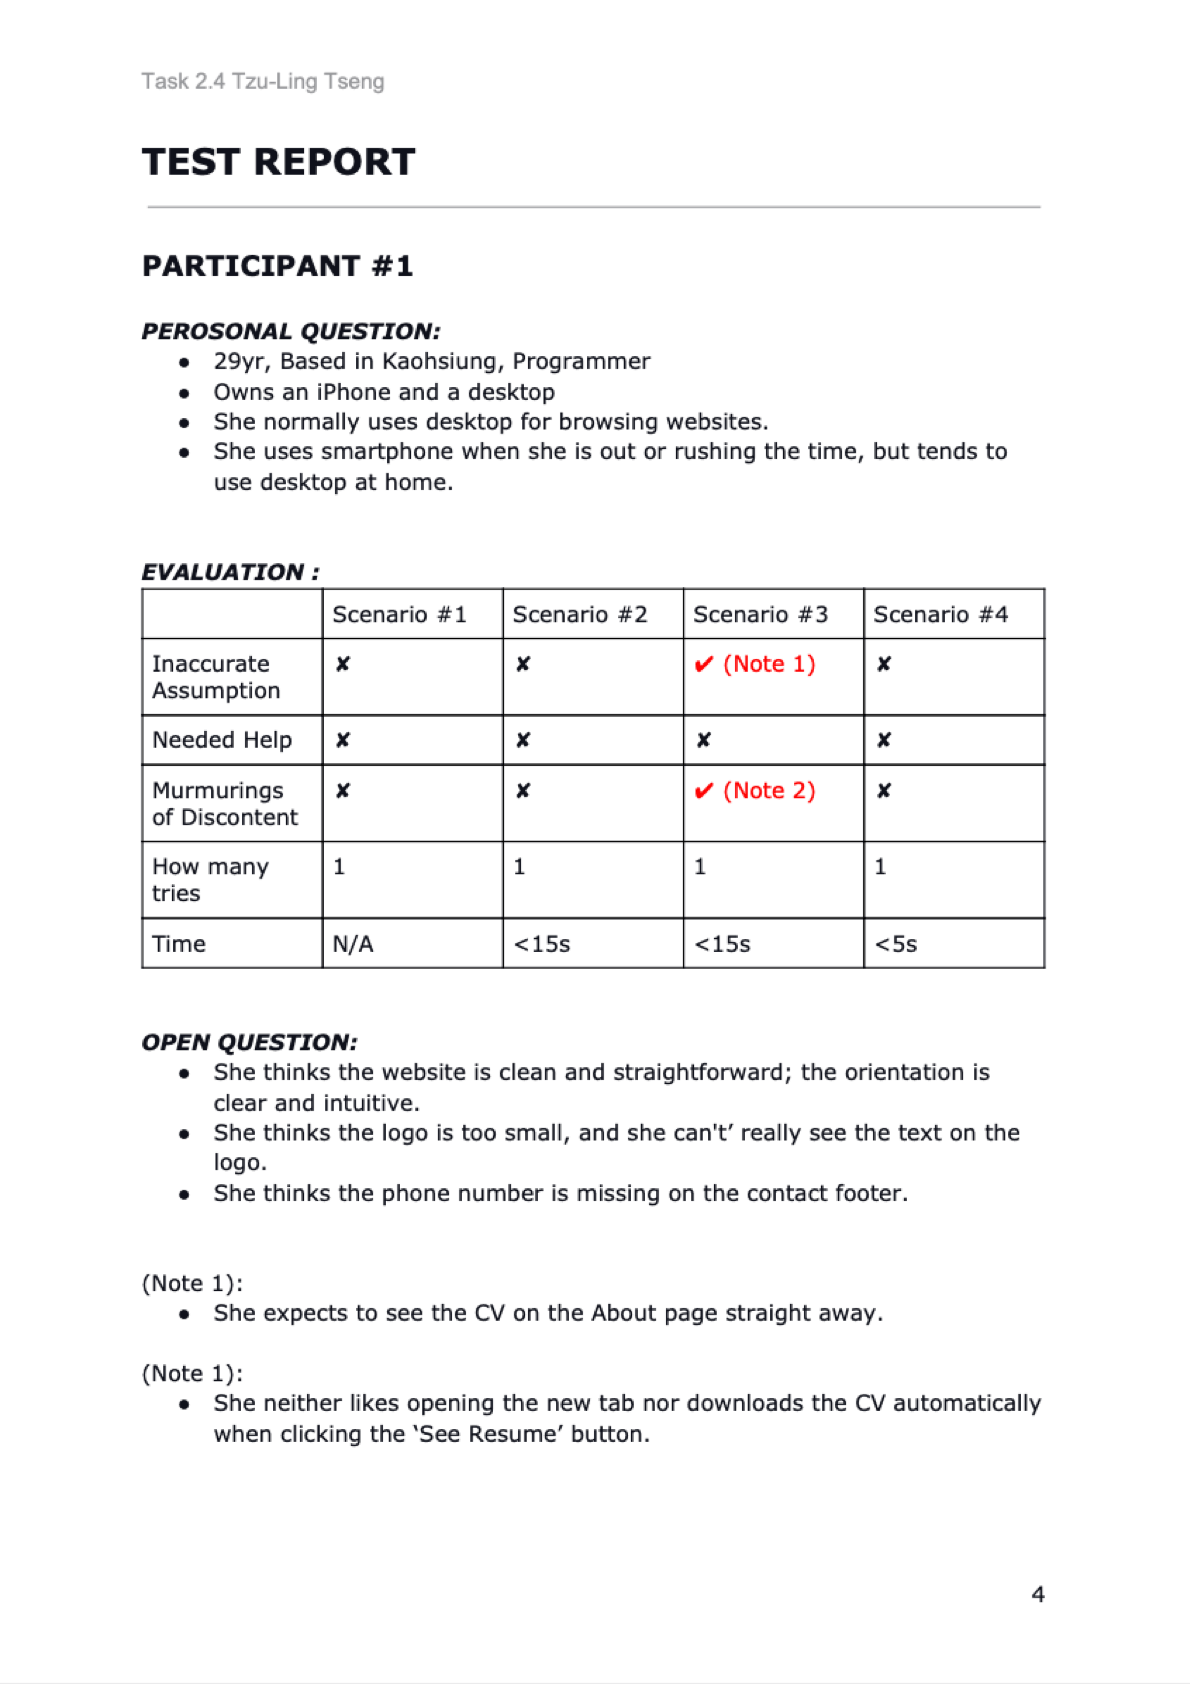 Task 2.4 Tzu-Ling Tseng
TEST REPORT
PARTICIPANT #1
PEROSONAL QUESTION:
● 29yr, Based in Kaohsiung, Programmer
● Owns an iPhone and a desktop
● She normally uses desktop for browsing websites.
● She uses smartphone when she is out or rushing the time, but tends to
use desktop at home.
EVALUATION :
Scenario #1 Scenario #2 Scenario #3 Scenario #4
Inaccurate
Assumption ✘ ✘ ✔ (Note 1) ✘
Needed Help ✘ ✘ ✘ ✘
Murmurings
of Discontent ✘ ✘ ✔ (Note 2) ✘
How many
tries 1 1 1 1
Time N/A <15s <15s <5s
OPEN QUESTION:
● She thinks the website is clean and straightforward; the orientation is
clear and intuitive.
● She thinks the logo is too small, and she can't’ really see the text on the
logo.
● She thinks the phone number is missing on the contact footer.
(Note 1):
● She expects to see the CV on the About page straight away.
(Note 1):
● She neither likes opening the new tab nor downloads the CV automatically
when clicking the ‘See Resume’ button.
4